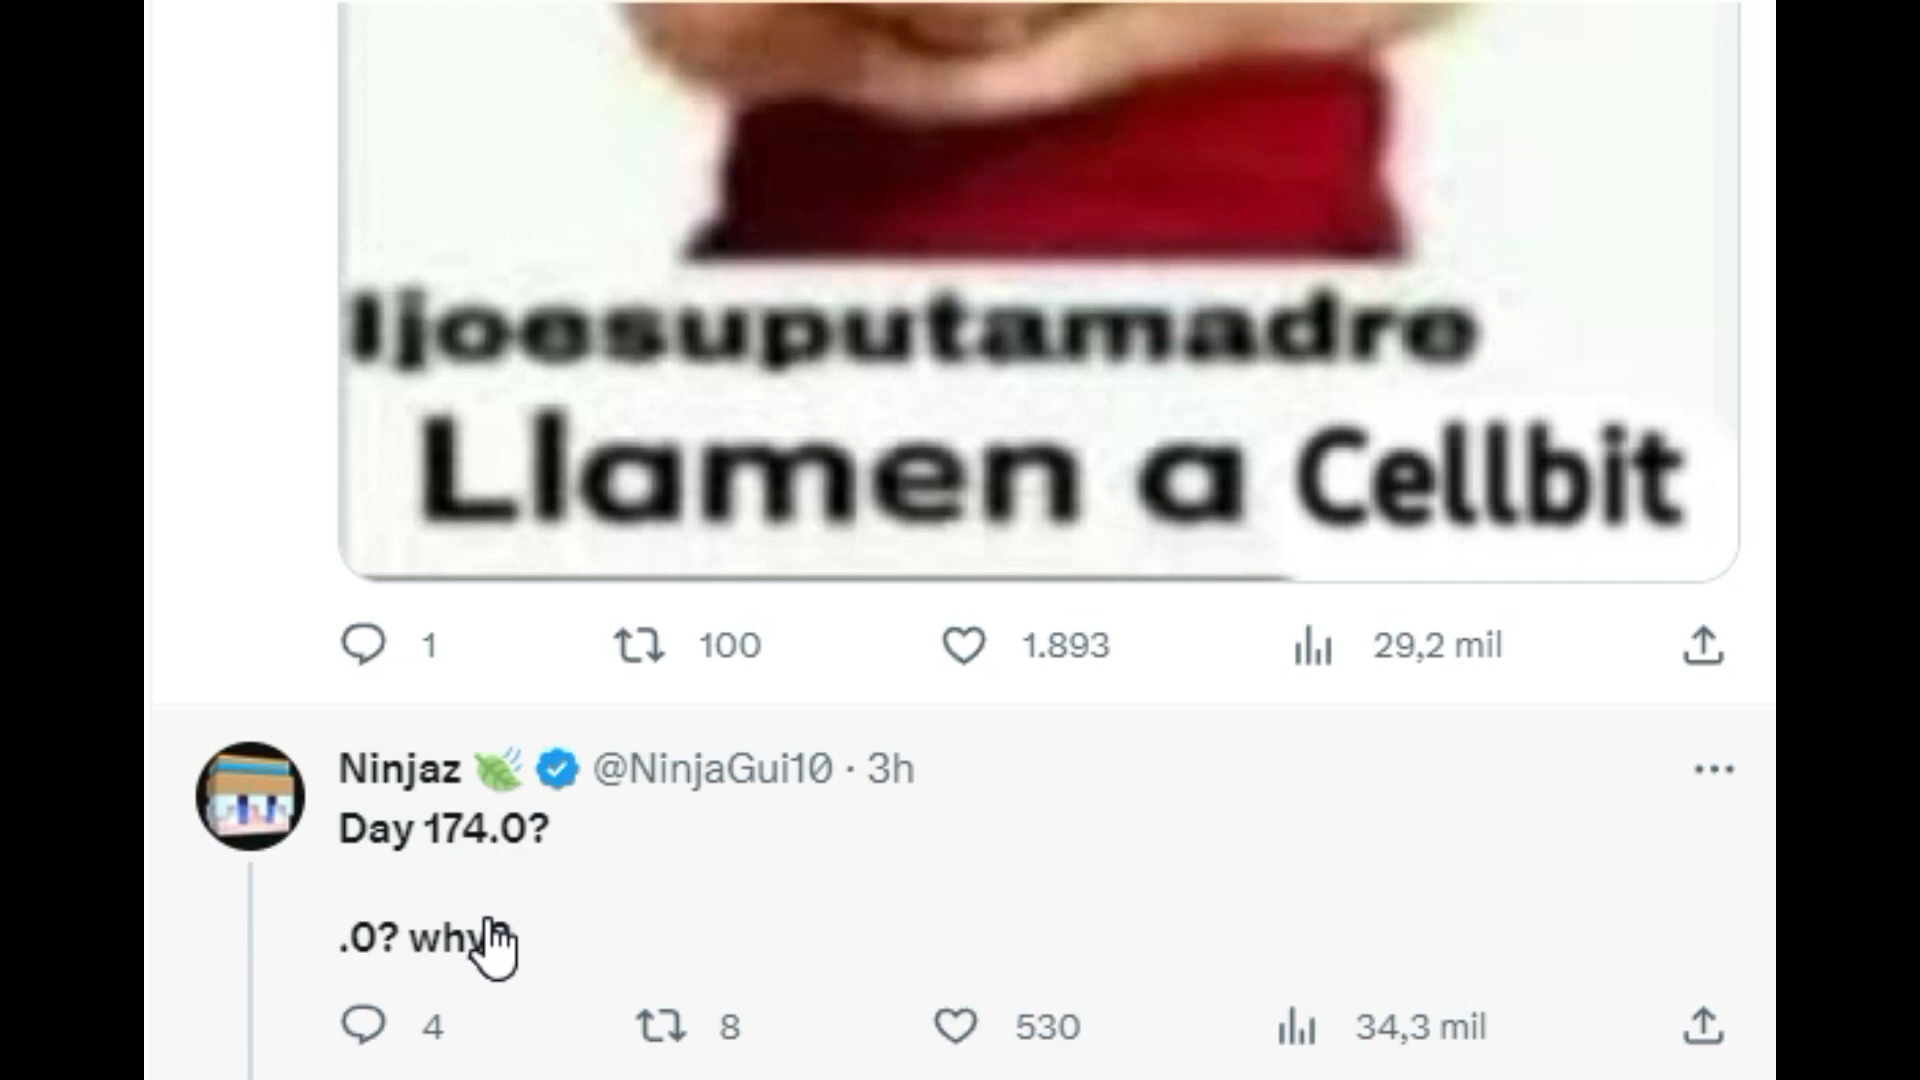 Ijoesuputamadre
Llamen a Cellbit
1 100 1.893 29,2 mil
Ninjaz @NinjaGui10 · 3h
Day 174.0?
.0? why?
4 8 530 34,3 mil